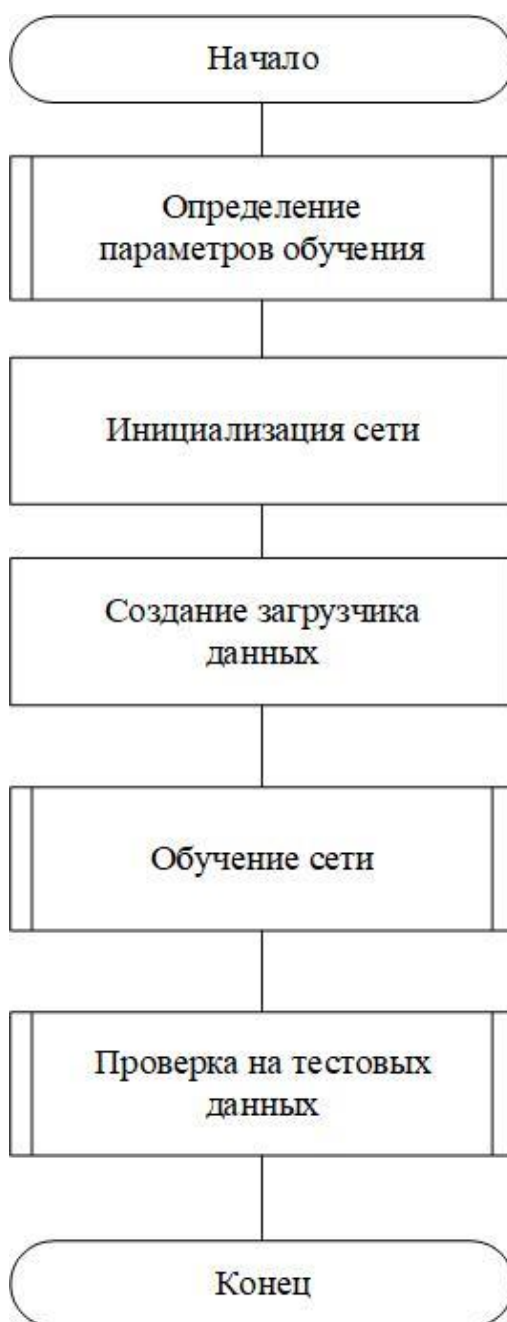 Начало
Определение
параметров обучения
Инициализация сети
Создание загрузчика
данных
Обучение сети
Проверка на тестовых
данных
Конец